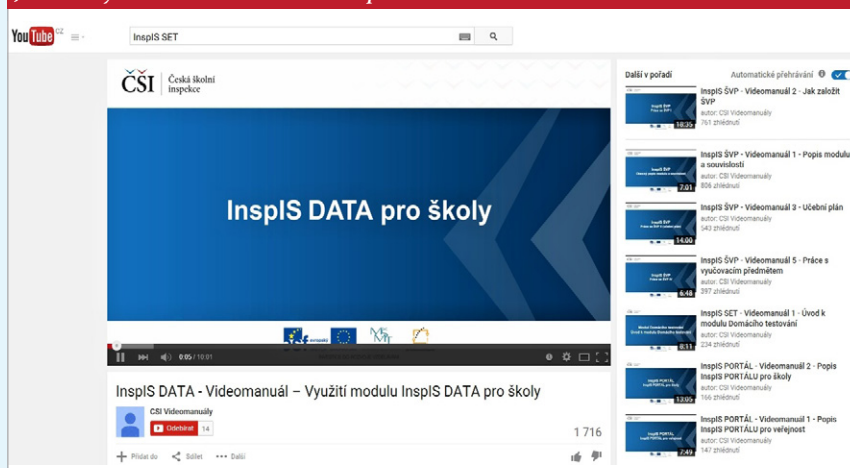 YouTube CZ
InspIS SET
ČŠI Česká školní
inspekce
InspIS DATA pro školy
0:05 / 10:01
InspIS DATA - Videomanuál – Využití modulu InspIS DATA pro školy
CSI Videomanuály
Odebírat 14
1 716
Přidat do Sdílet Další
Další v pořadí Automatické přehrávání
InspIS ŠVP - Videomanuál 2 - Jak založit
ŠVP
autor: CSI Videomanuály
761 zhlédnutí
18:35
InspIS ŠVP - Videomanuál 1 - Popis modulu
a souvislostí
autor: CSI Videomanuály
806 zhlédnutí
7:01
InspIS ŠVP - Videomanuál 3 - Učební plán
autor: CSI Videomanuály
543 zhlédnutí
14:00
InspIS ŠVP - Videomanuál 5 - Práce s
vyučovacím předmětem
autor: CSI Videomanuály
397 zhlédnutí
6:48
InspIS SET - Videomanuál 1 - Úvod k
modulu Domácího testování
autor: CSI Videomanuály
234 zhlédnutí
8:11
InspIS PORTÁL - Videomanuál 2 - Popis
InspIS PORTÁLU pro školy
autor: CSI Videomanuály
166 zhlédnutí
13:05
InspIS PORTÁL - Videomanuál 1 - Popis
InspIS PORTÁLU pro veřejnost
autor: CSI Videomanuály
147 zhlédnutí
7:49